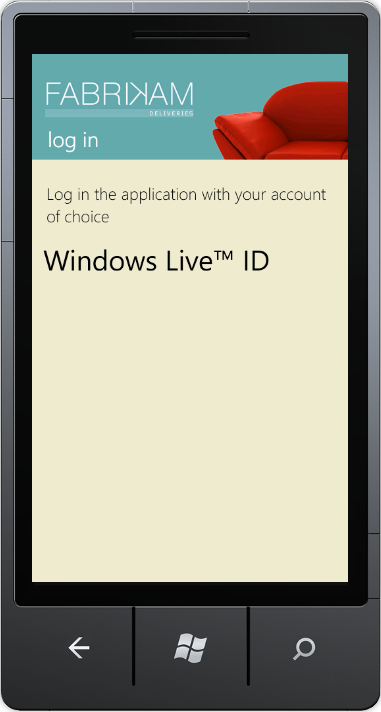 FABRIKAM
DELIVERIES
log in
Log in the application with your account
of choice
Windows Live™ ID